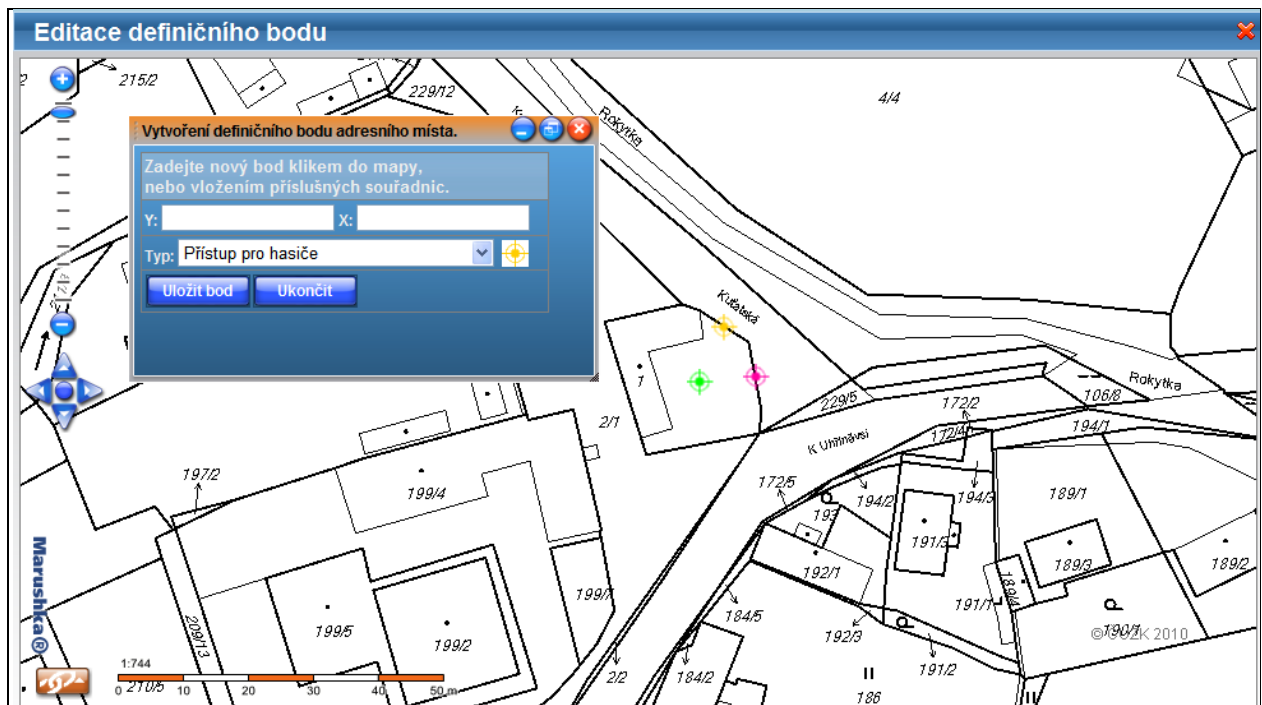 Editace definičního bodu
215/2
229/12
4/4
Rokytka
Vytvoření definičního bodu adresního místa.
Zadejte nový bod klikem do mapy,
nebo vložením příslušných souřadnic.
Y:
X:
Typ: Přístup pro hasiče
Uložit bod
Ukončit
Kuťatská
1
2/1
229/5
172/2
106/8
Rokytka
K Uhříněvsi
172/4
194/1
197/2
199/4
172/5
194/2
194/3
189/1
193
191/3
192/1
189/3
189/2
189/4
191/1
199/7
184/5
192/3
190/1
©ČÚZK 2010
Marushka®
209/13
199/5
199/2
191/2
1:744
2/2
184/2
186
210/5
0 10 20 30 40 50 m